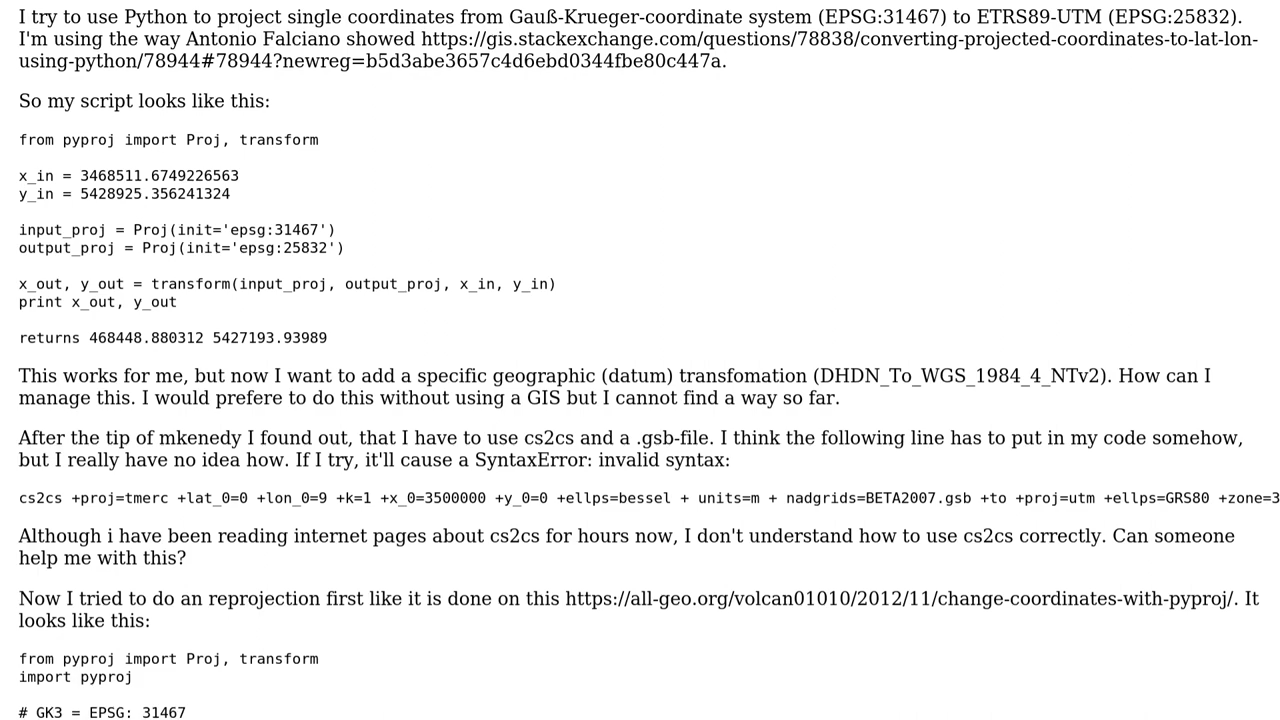 I try to use Python to project single coordinates from Gauß-Krueger-coordinate system (EPSG:31467) to ETRS89-UTM (EPSG:25832).
I'm using the way Antonio Falciano showed https://gis.stackexchange.com/questions/78838/converting-projected-coordinates-to-lat-lon-
using-python/78944#78944?newreg=b5d3abe3657c4d6ebd0344fbe80c447a.
So my script looks like this:
from pyproj import Proj, transform
x_in = 3468511.6749226563
y_in = 5428925.356241324
input_proj = Proj(init='epsg:31467')
output_proj = Proj(init='epsg:25832')
x_out, y_out = transform(input_proj, output_proj, x_in, y_in)
print x_out, y_out
returns 468448.880312 5427193.93989
This works for me, but now I want to add a specific geographic (datum) transfomation (DHDN_To_WGS_1984_4_NTv2). How can I
manage this. I would prefere to do this without using a GIS but I cannot find a way so far.
After the tip of mkenedy I found out, that I have to use cs2cs and a .gsb-file. I think the following line has to put in my code somehow,
but I really have no idea how. If I try, it'll cause a SyntaxError: invalid syntax:
cs2cs +proj=tmerc +lat_0=0 +lon_0=9 +k=1 +x_0=3500000 +y_0=0 +ellps=bessel + units=m + nadgrids=BETA2007.gsb +to +proj=utm +ellps=GRS80 +zone=3
Although i have been reading internet pages about cs2cs for hours now, I don't understand how to use cs2cs correctly. Can someone
help me with this?
Now I tried to do an reprojection first like it is done on this https://all-geo.org/volcan01010/2012/11/change-coordinates-with-pyproj/. It
looks like this:
from pyproj import Proj, transform
import pyproj
# GK3 = EPSG: 31467